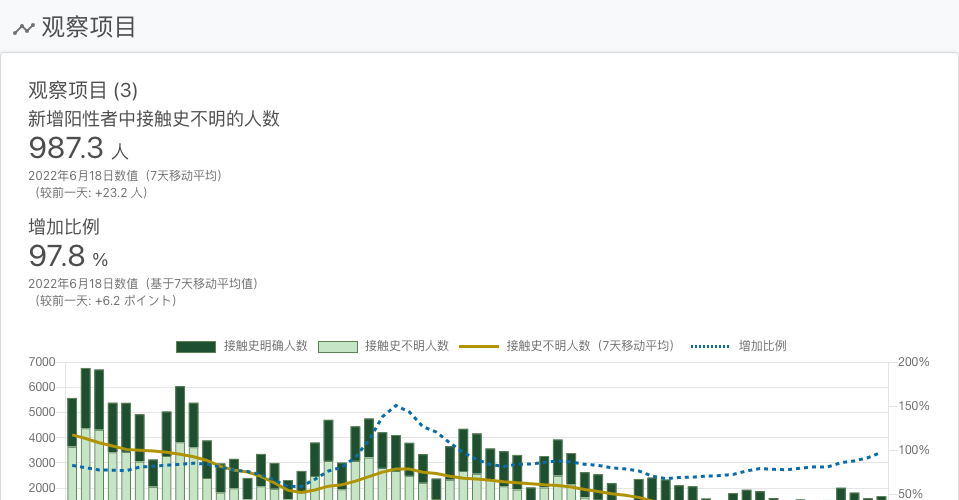 观察项目
观察项目 (3)
新增阳性者中接触史不明的人数
987.3 人
2022年6月18日数值（7天移动平均）
（较前一天: +23.2 人）
增加比例
97.8 %
2022年6月18日数值（基于7天移动平均值）
（较前一天: +6.2 ポイント）
接触史明确人数 接触史不明人数 接触史不明人数（7天移动平均） 增加比例
7000 200%
6000
5000 150%
4000
3000 100%
2000 50%